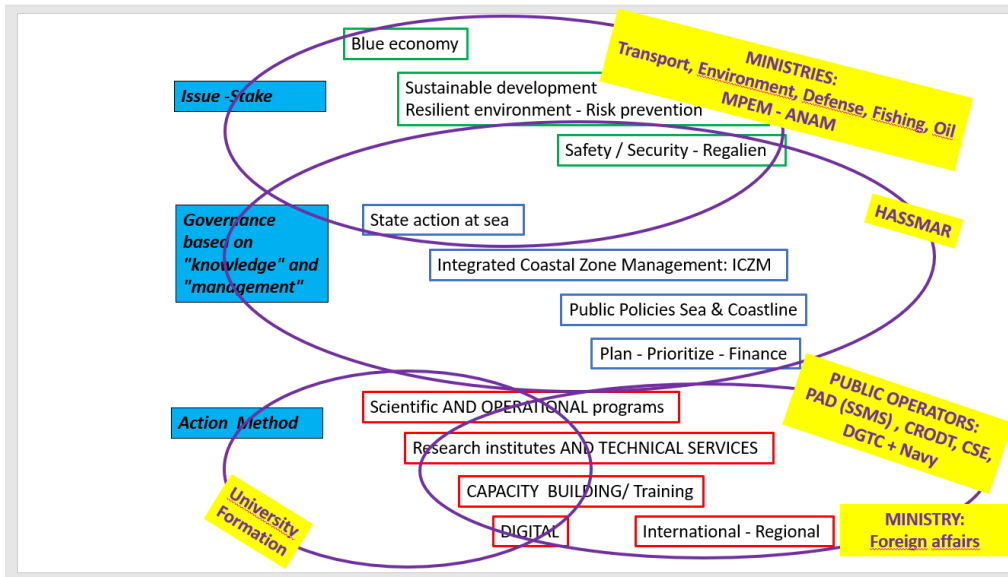 Blue economy
MINISTRIES:
Transport, Environment, Defense, Fishing, Oil
MPEM - ANAM
Issue -Stake
Sustainable development
Resilient environment - Risk prevention
Safety / Security - Regalien
Governance
based on
"knowledge" and
"management"
State action at sea
HASSMAR
Integrated Coastal Zone Management: ICZM
Public Policies Sea & Coastline
Plan - Prioritize - Finance
PUBLIC OPERATORS:
PAD (SSMS) , CRODT, CSE,
DGTC + Navy
Action Method
Scientific AND OPERATIONAL programs
Research institutes AND TECHNICAL SERVICES
CAPACITY BUILDING/ Training
University
Formation
DIGITAL
International - Regional
MINISTRY:
Foreign affairs